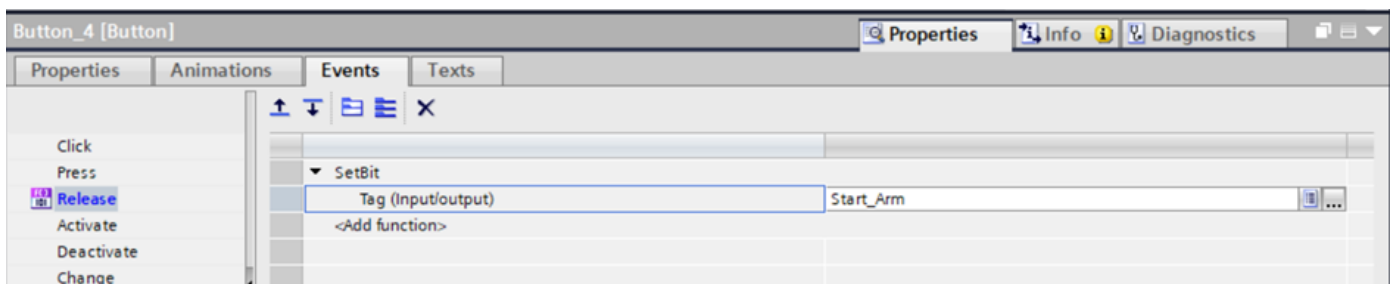 Button_4 [Button]
Properties Info Diagnostics
Properties Animations Events Texts
Click
Press
SetBit
Release
Tag (Input/output) Start_Arm
Activate
<Add function>
Deactivate
Change